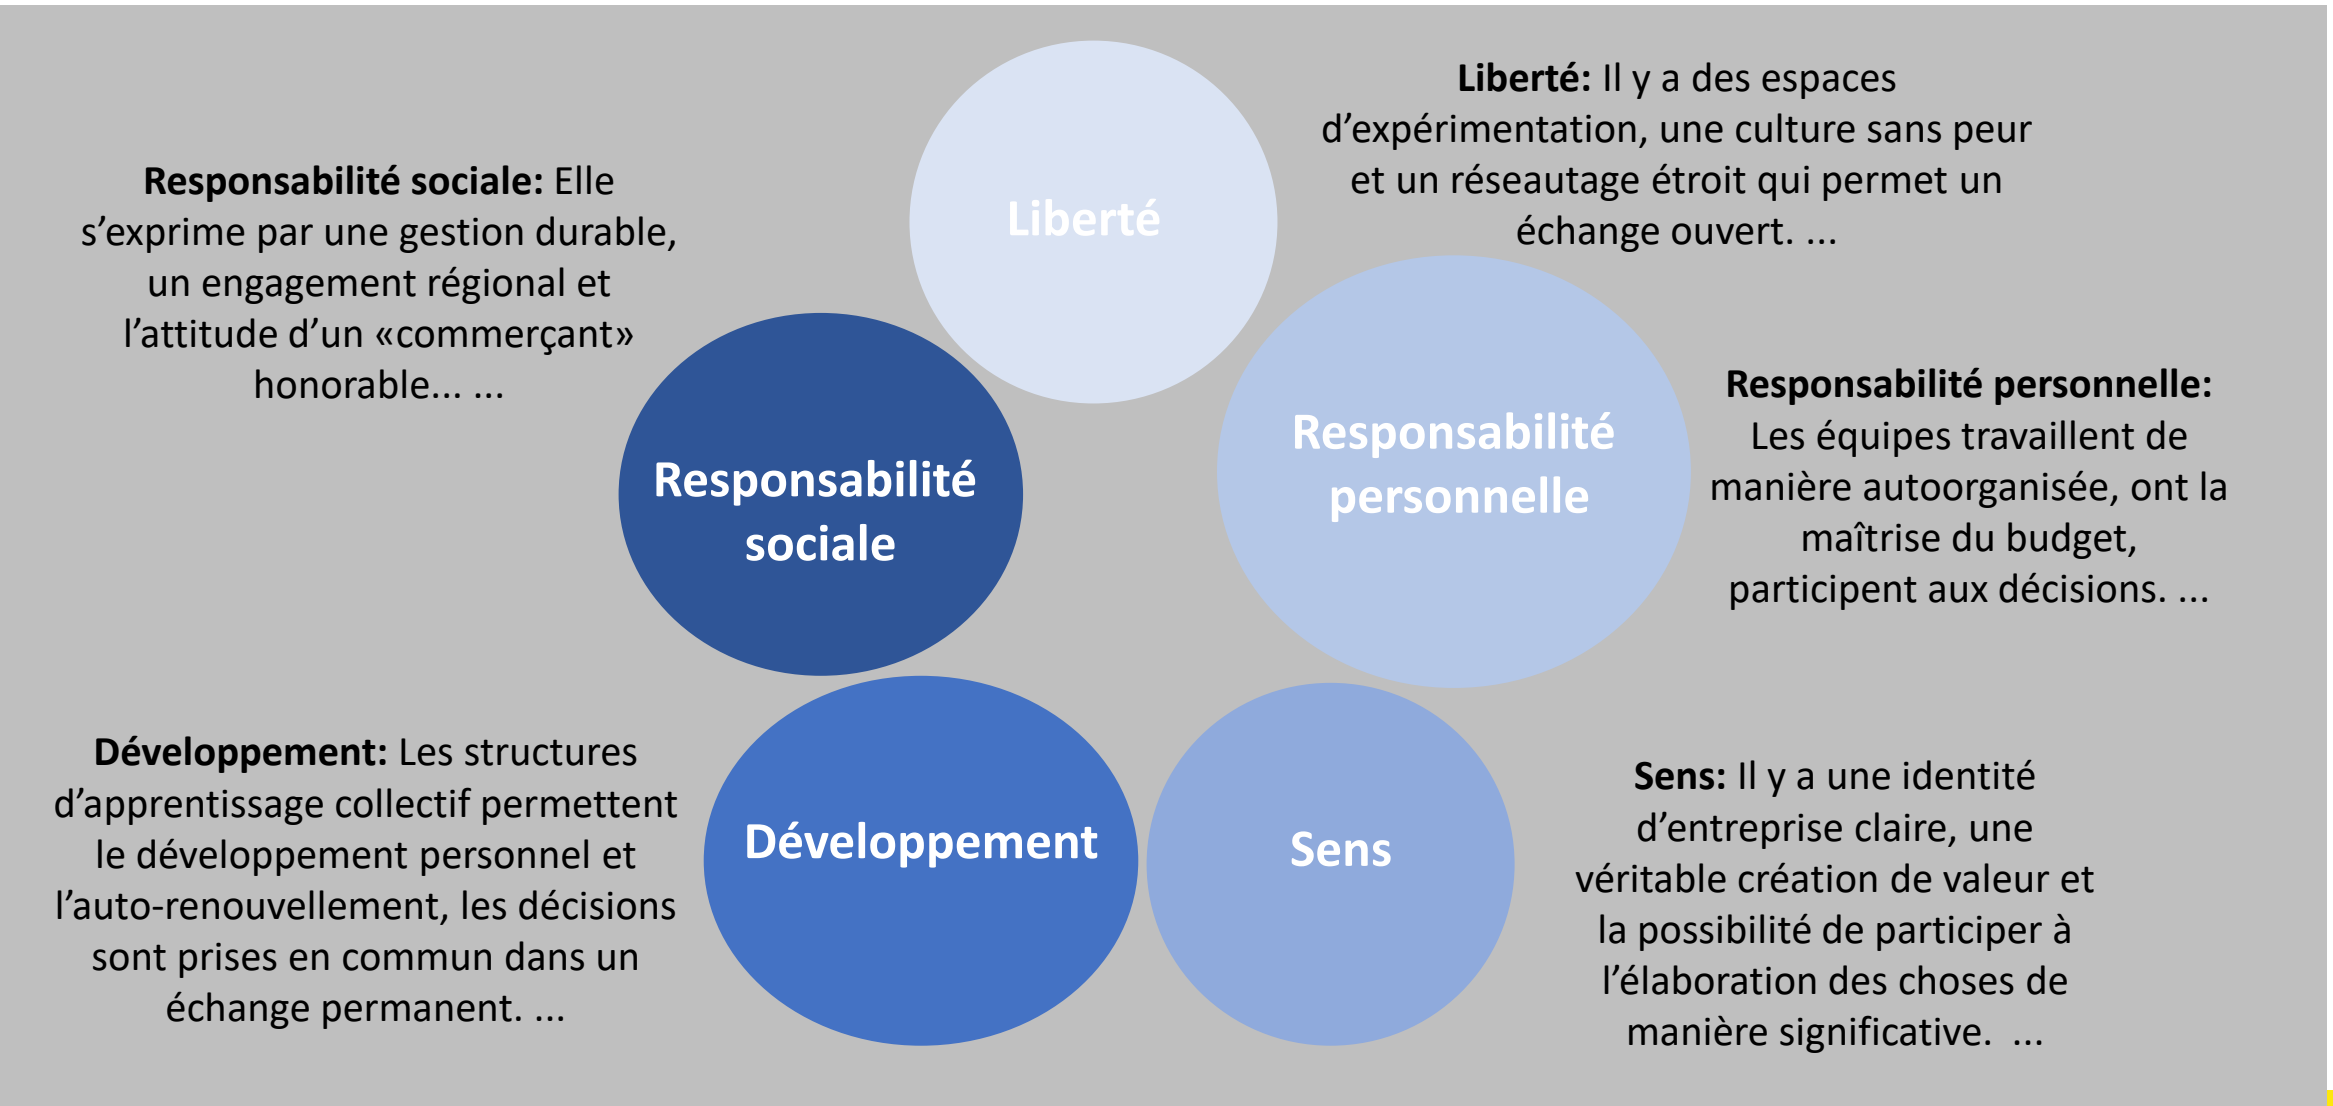 Liberté
Liberté: Il y a des espaces
d’expérimentation, une culture sans peur
et un réseautage étroit qui permet un
échange ouvert. ...
Responsabilité sociale: Elle
s’exprime par une gestion durable,
un engagement régional et
l’attitude d’un «commerçant»
honorable... ...
Responsabilité
sociale
Responsabilité
personnelle
Responsabilité personnelle:
Les équipes travaillent de
manière autoorganisée, ont la
maîtrise du budget,
participent aux décisions. ...
Développement: Les structures
d’apprentissage collectif permettent
le développement personnel et
l’auto-renouvellement, les décisions
sont prises en commun dans un
échange permanent. ...
Développement
Sens
Sens: Il y a une identité
d’entreprise claire, une
véritable création de valeur et
la possibilité de participer à
l’élaboration des choses de
manière significative.  ...